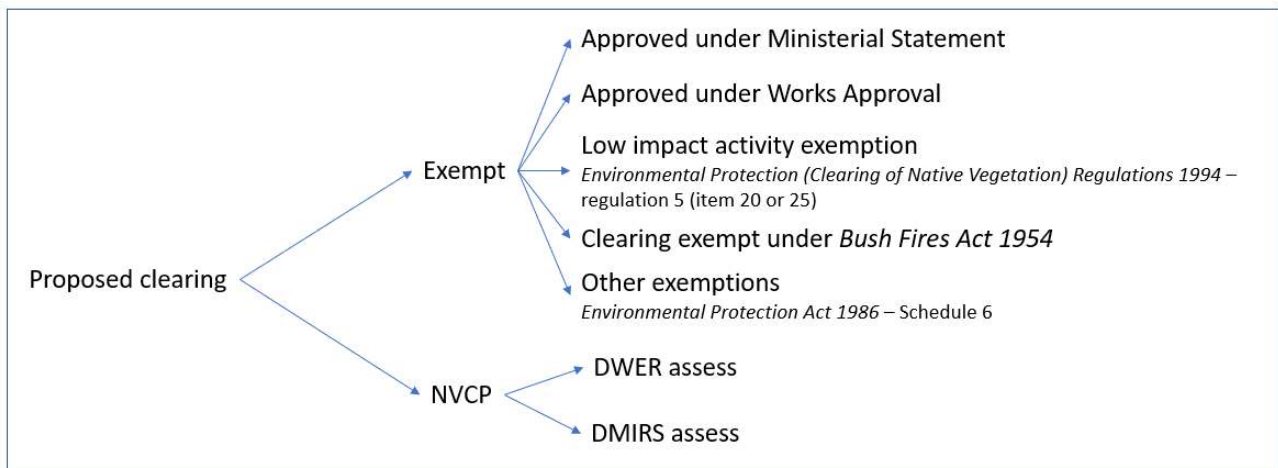 Approved under Ministerial Statement
Approved under Works Approval
Low impact activity exemption
Exempt
Environmental Protection (Clearing of Native Vegetation) Regulations 1994 –
regulation 5 (item 20 or 25)
Clearing exempt under Bush Fires Act 1954
Proposed clearing
Other exemptions
Environmental Protection Act 1986 – Schedule 6
DWER assess
NVCP
DMIRS assess